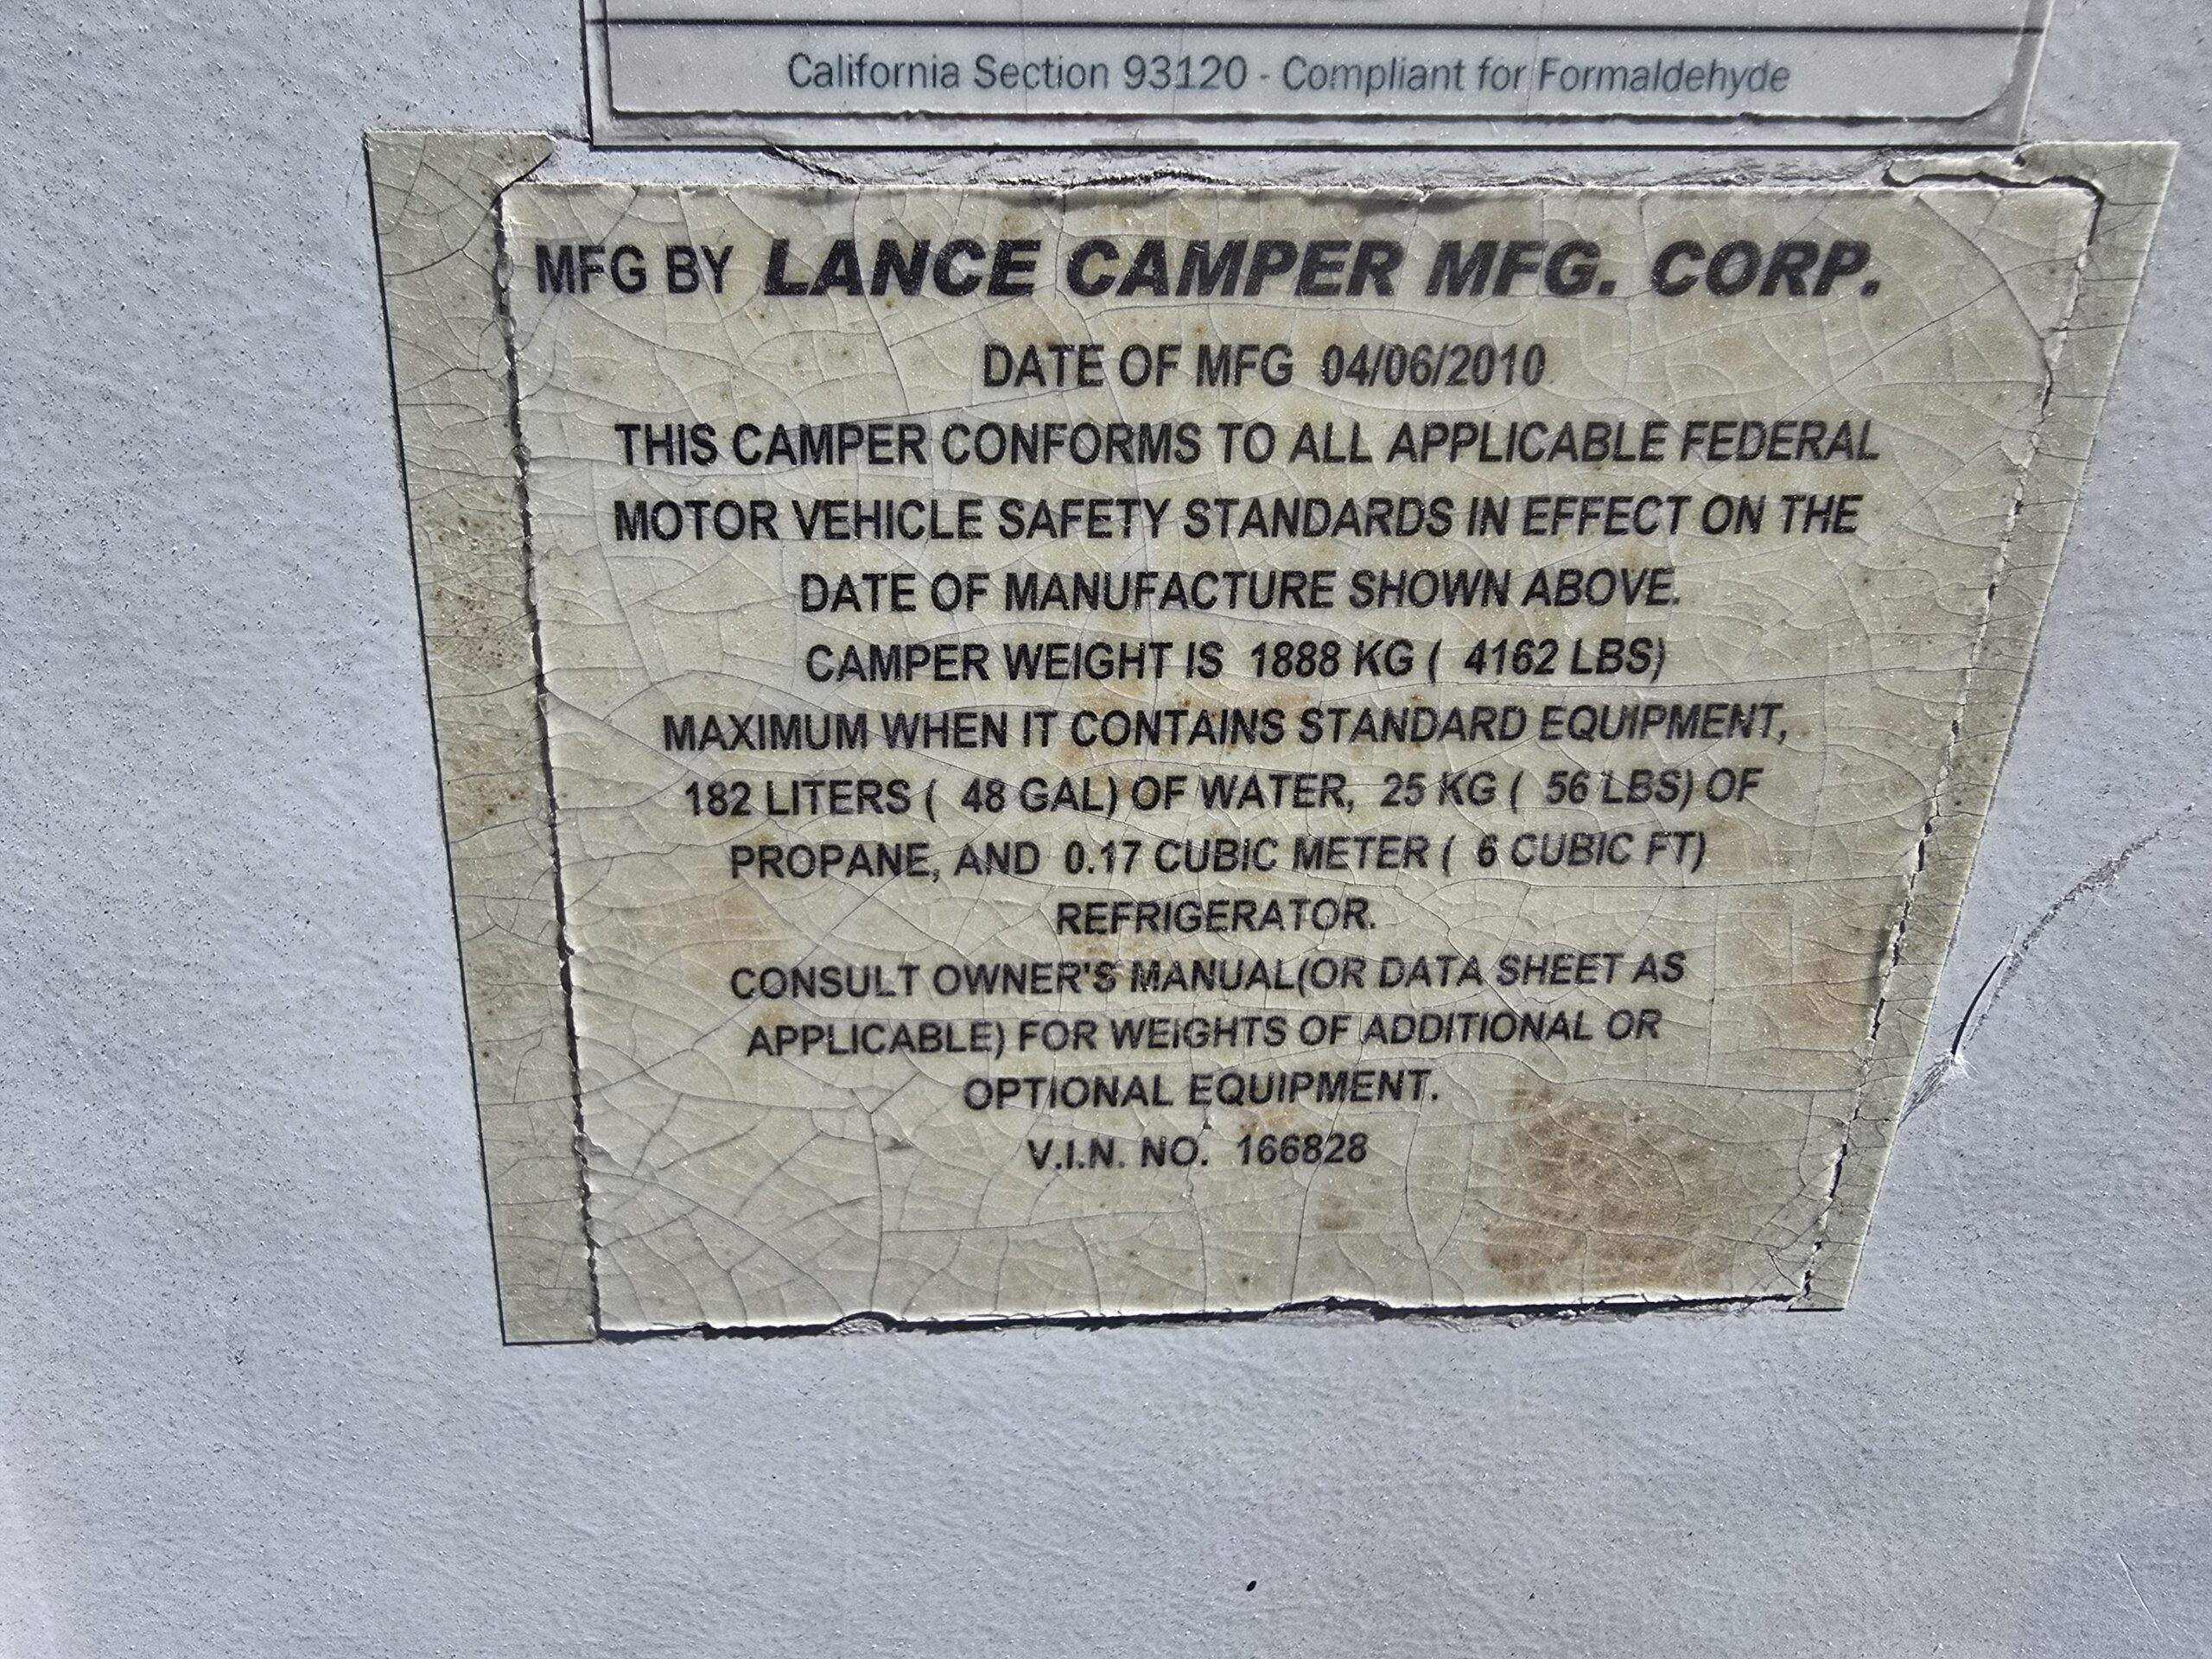 California Section 93120 - Compliant for Formaldehyde
MFG BY LANCE CAMPER MFG. CORP.
DATE OF MFG 04/06/2010
THIS CAMPER CONFORMS TO ALL APPLICABLE FEDERAL
MOTOR VEHICLE SAFETY STANDARDS IN EFFECT ON THE
DATE OF MANUFACTURE SHOWN ABOVE.
CAMPER WEIGHT IS 1888 KG ( 4162 LBS)
MAXIMUM WHEN IT CONTAINS STANDARD EQUIPMENT,
182 LITERS ( 48 GAL) OF WATER, 25 KG ( 56 LBS) OF
PROPANE, AND 0.17 CUBIC METER ( 6 CUBIC FT)
REFRIGERATOR.
CONSULT OWNER'S MANUAL(OR DATA SHEET AS
APPLICABLE) FOR WEIGHTS OF ADDITIONAL OR
OPTIONAL EQUIPMENT.
V.I.N. NO. 166828